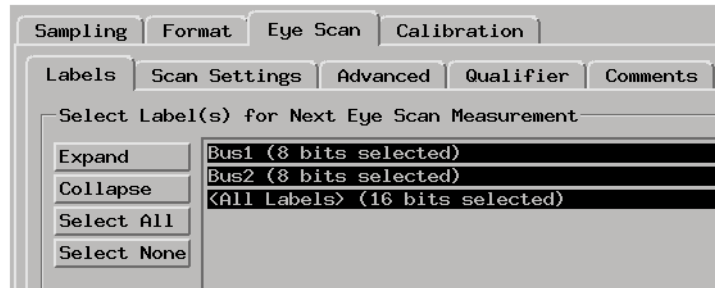 Sampling Format Eye Scan Calibration
Labels Scan Settings Advanced Qualifier Comments
Select Label(s) for Next Eye Scan Measurement
Expand
Collapse
Select All
Select None
Bus1 (8 bits selected)
Bus2 (8 bits selected)
<All Labels> (16 bits selected)